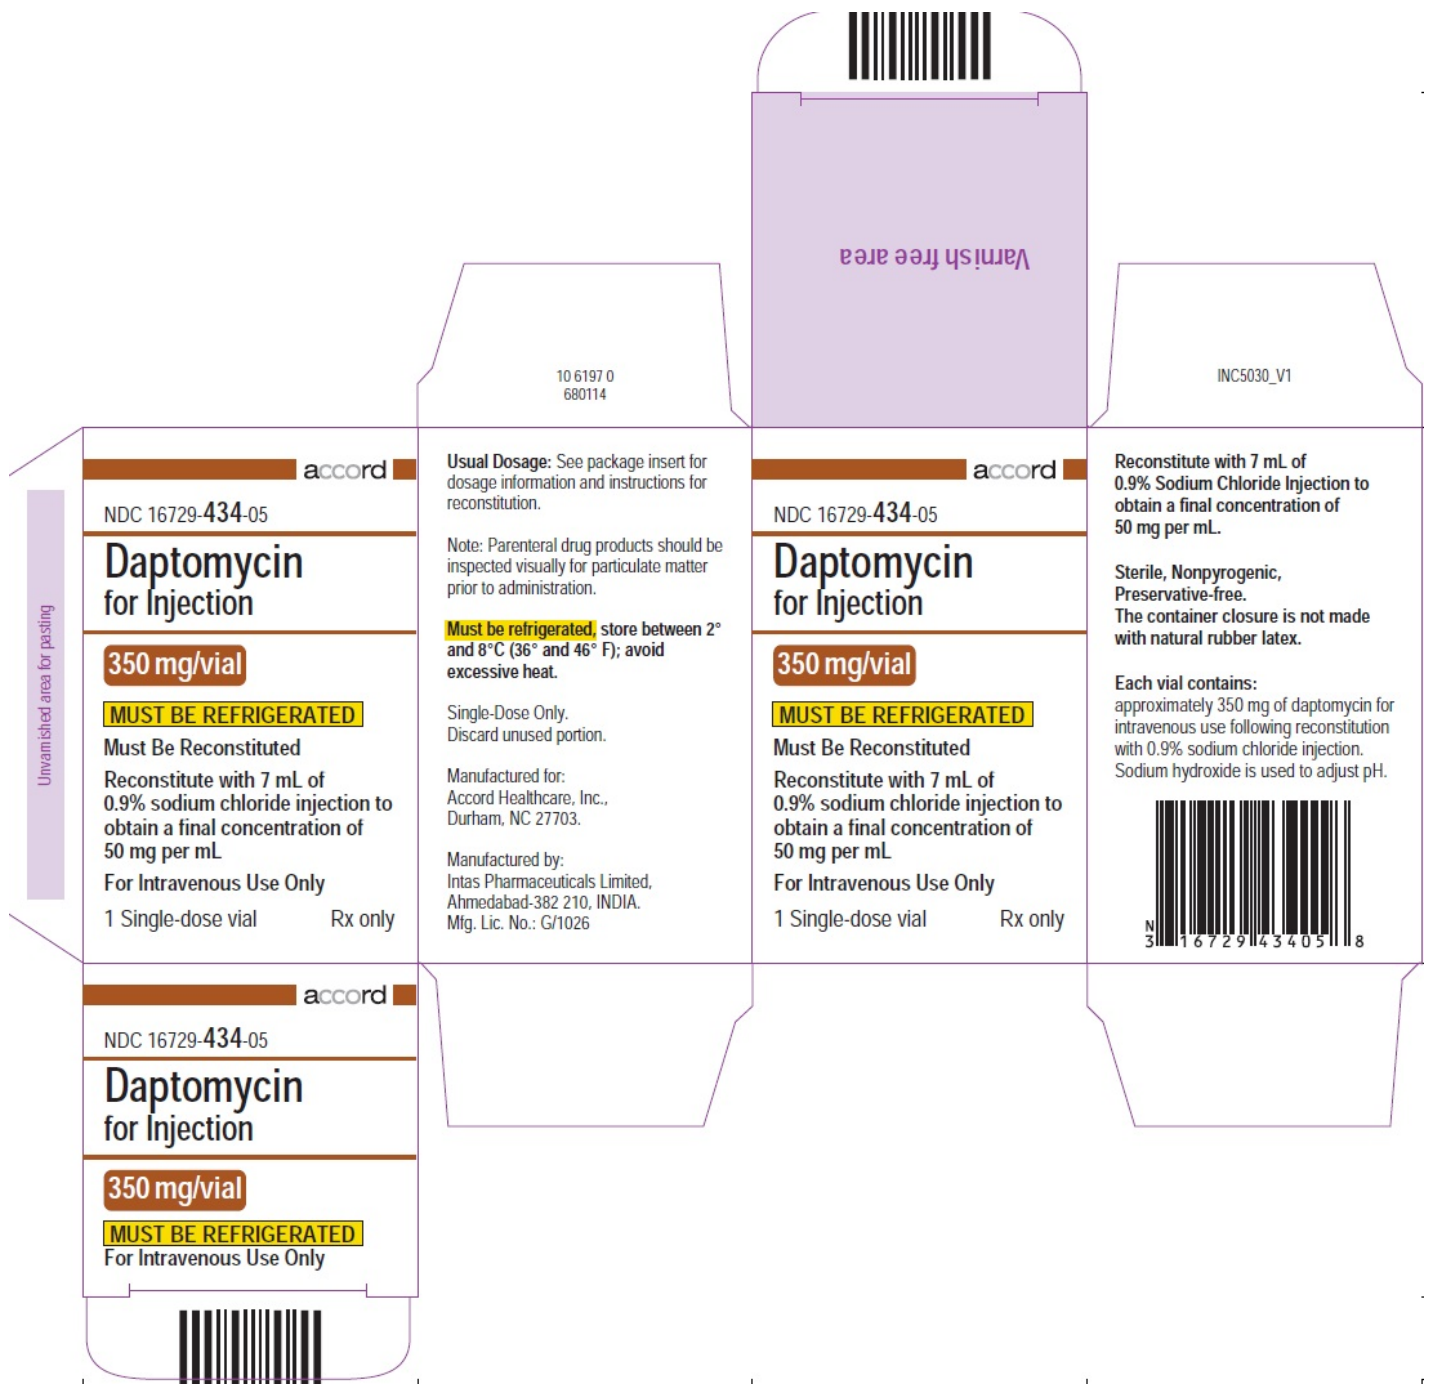 Varnish free area
10 6197 0
680114
INC5030_V1
Unvarnished area for pasting
accord
NDC 16729-434-05
Daptomycin
for Injection
350 mg/vial
MUST BE REFRIGERATED
Must Be Reconstituted
Reconstitute with 7 mL of
0.9% sodium chloride injection to
obtain a final concentration of
50 mg per mL
For Intravenous Use Only
1 Single-dose vial Rx only
Usual Dosage: See package insert for
dosage information and instructions for
reconstitution.
Note: Parenteral drug products should be
inspected visually for particulate matter
prior to administration.
Must be refrigerated, store between 2°
and 8°C (36° and 46° F); avoid
excessive heat.
Single-Dose Only.
Discard unused portion.
Manufactured for:
Accord Healthcare, Inc.,
Durham, NC 27703.
Manufactured by:
Intas Pharmaceuticals Limited,
Ahmedabad-382 210, INDIA.
Mfg. Lic. No.: G/1026
accord
NDC 16729-434-05
Daptomycin
for Injection
350 mg/vial
MUST BE REFRIGERATED
Must Be Reconstituted
Reconstitute with 7 mL of
0.9% sodium chloride injection to
obtain a final concentration of
50 mg per mL
For Intravenous Use Only
1 Single-dose vial Rx only
Reconstitute with 7 mL of
0.9% Sodium Chloride Injection to
obtain a final concentration of
50 mg per mL.
Sterile, Nonpyrogenic,
Preservative-free.
The container closure is not made
with natural rubber latex.
Each vial contains:
approximately 350 mg of daptomycin for
intravenous use following reconstitution
with 0.9% sodium chloride injection.
Sodium hydroxide is used to adjust pH.
N
3 16729 43405 8
accord
NDC 16729-434-05
Daptomycin
for Injection
350 mg/vial
MUST BE REFRIGERATED
For Intravenous Use Only